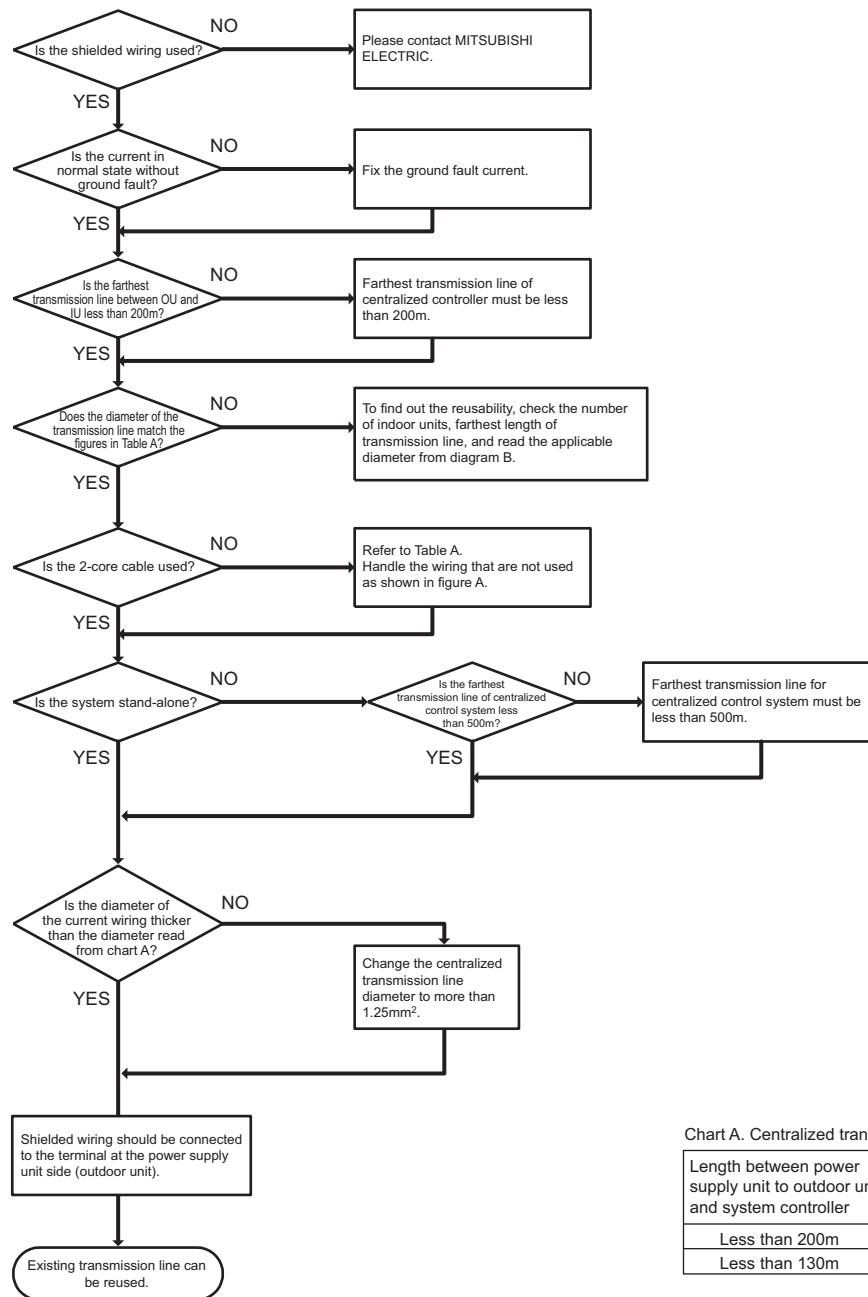 Is the shielded wiring used?
NO
Please contact MITSUBISHI
ELECTRIC.
YES
Is the current in
normal state without
ground fault?
NO
Fix the ground fault current.
YES
Is the farthest
transmission line between OU and
IU less than 200m?
NO
Farthest transmission line of
centralized controller must be less
than 200m.
YES
Does the diameter of the
transmission line match the
figures in Table A?
NO
To find out the reusability, check the number
of indoor units, farthest length of
transmission line, and read the applicable
diameter from diagram B.
YES
Is the 2-core cable used?
NO
Refer to Table A.
Handle the wiring that are not used
as shown in figure A.
YES
Is the system stand-alone?
NO
Is the farthest
transmission line of centralized
control system less
than 500m?
NO
Farthest transmission line for
centralized control system must be
less than 500m.
YES
YES
Is the diameter of
the current wiring thicker
than the diameter read
from chart A?
NO
Change the centralized
transmission line
diameter to more than
1.25mm².
YES
Shielded wiring should be connected
to the terminal at the power supply
unit side (outdoor unit).
Existing transmission line can
be reused.
Chart A. Centralized tran
Length between power
supply unit to outdoor un
and system controller
Less than 200m
Less than 130m